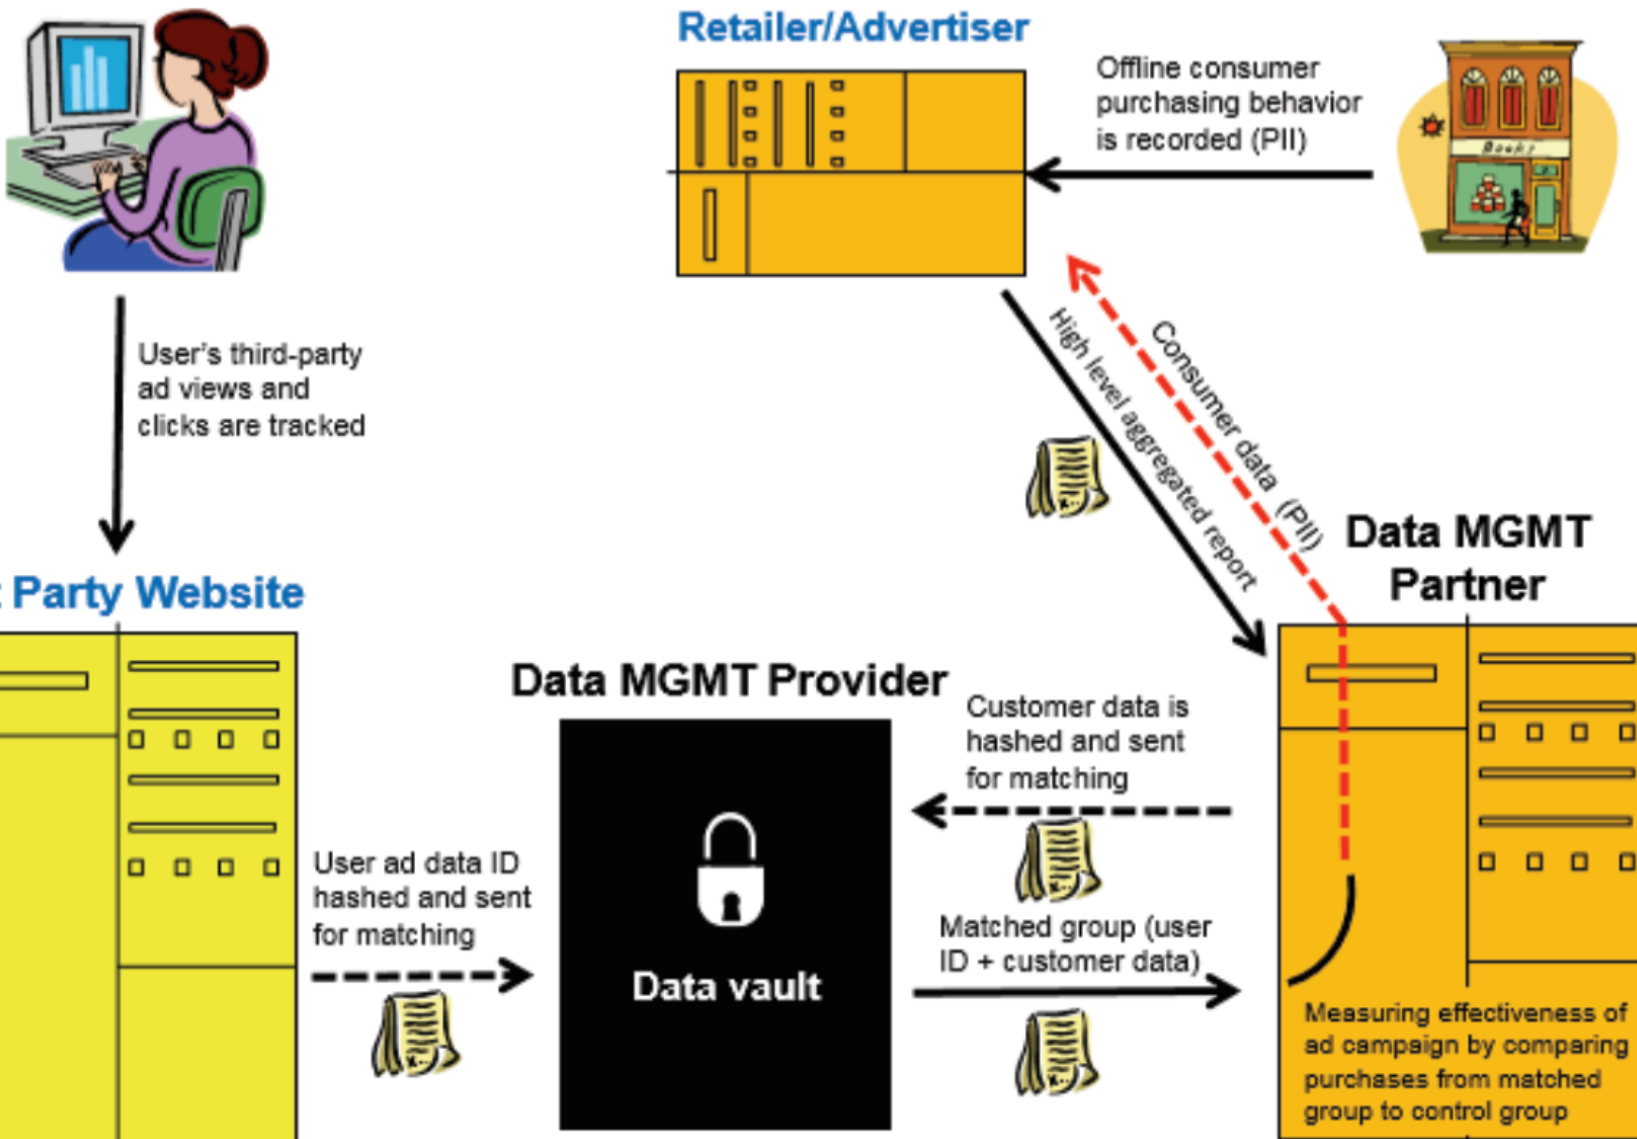 Retailer/Advertiser
Offline consumer
purchasing behavior
is recorded (PII)
Books
User's third-party
ad views and
clicks are tracked
High level aggregated report
Consumer data (PII)
Data MGMT
Partner
Party Website
Data MGMT Provider
Customer data is
hashed and sent
for matching
User ad data ID
hashed and sent
for matching
Matched group (user
ID + customer data)
Data vault
Measuring effectiveness of
ad campaign by comparing
purchases from matched
group to control group